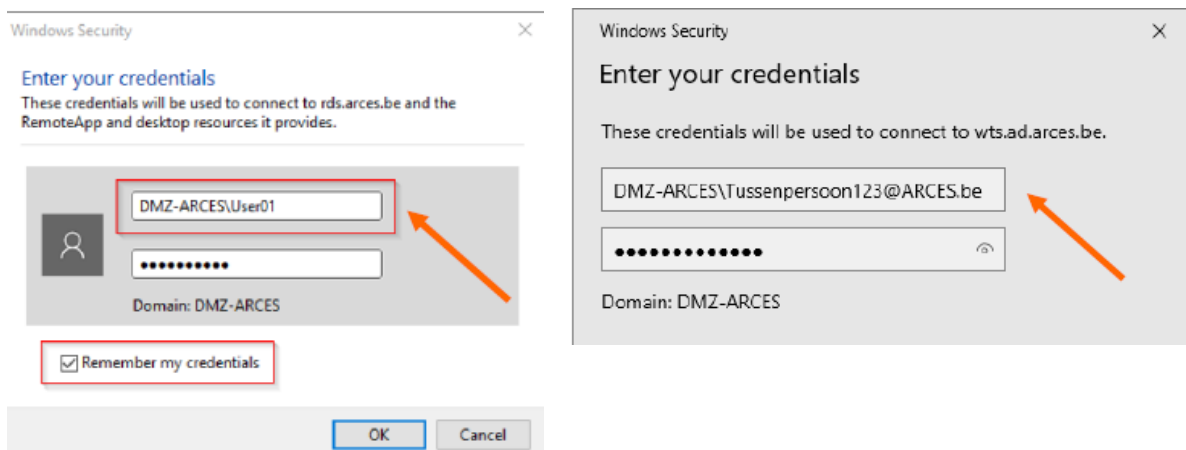 Windows Security
Enter your credentials
These credentials will be used to connect to rds.arces.be and the
RemoteApp and desktop resources it provides.
DMZ-ARCES\User01
••••••••••
Domain: DMZ-ARCES
Remember my credentials
OK
Cancel
Windows Security
Enter your credentials
These credentials will be used to connect to wts.ad.arces.be.
DMZ-ARCES\Tussenpersoon123@ARCES.be
•••••••••••••
Domain: DMZ-ARCES